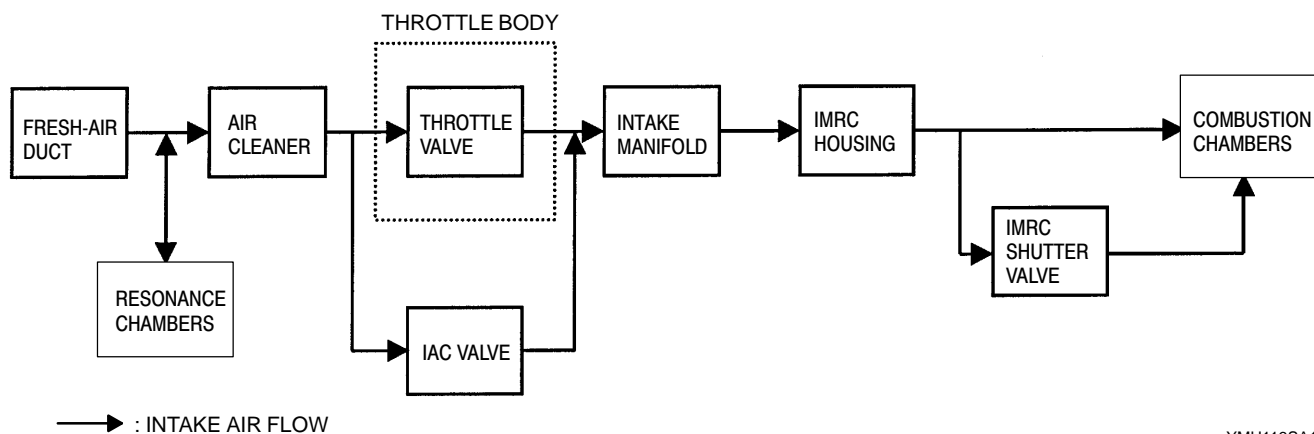 THROTTLE BODY
FRESH-AIR
DUCT
AIR
CLEANER
THROTTLE
VALVE
INTAKE
MANIFOLD
IMRC
HOUSING
COMBUSTION
CHAMBERS
IMRC
SHUTTER
VALVE
RESONANCE
CHAMBERS
IAC VALVE
: INTAKE AIR FLOW